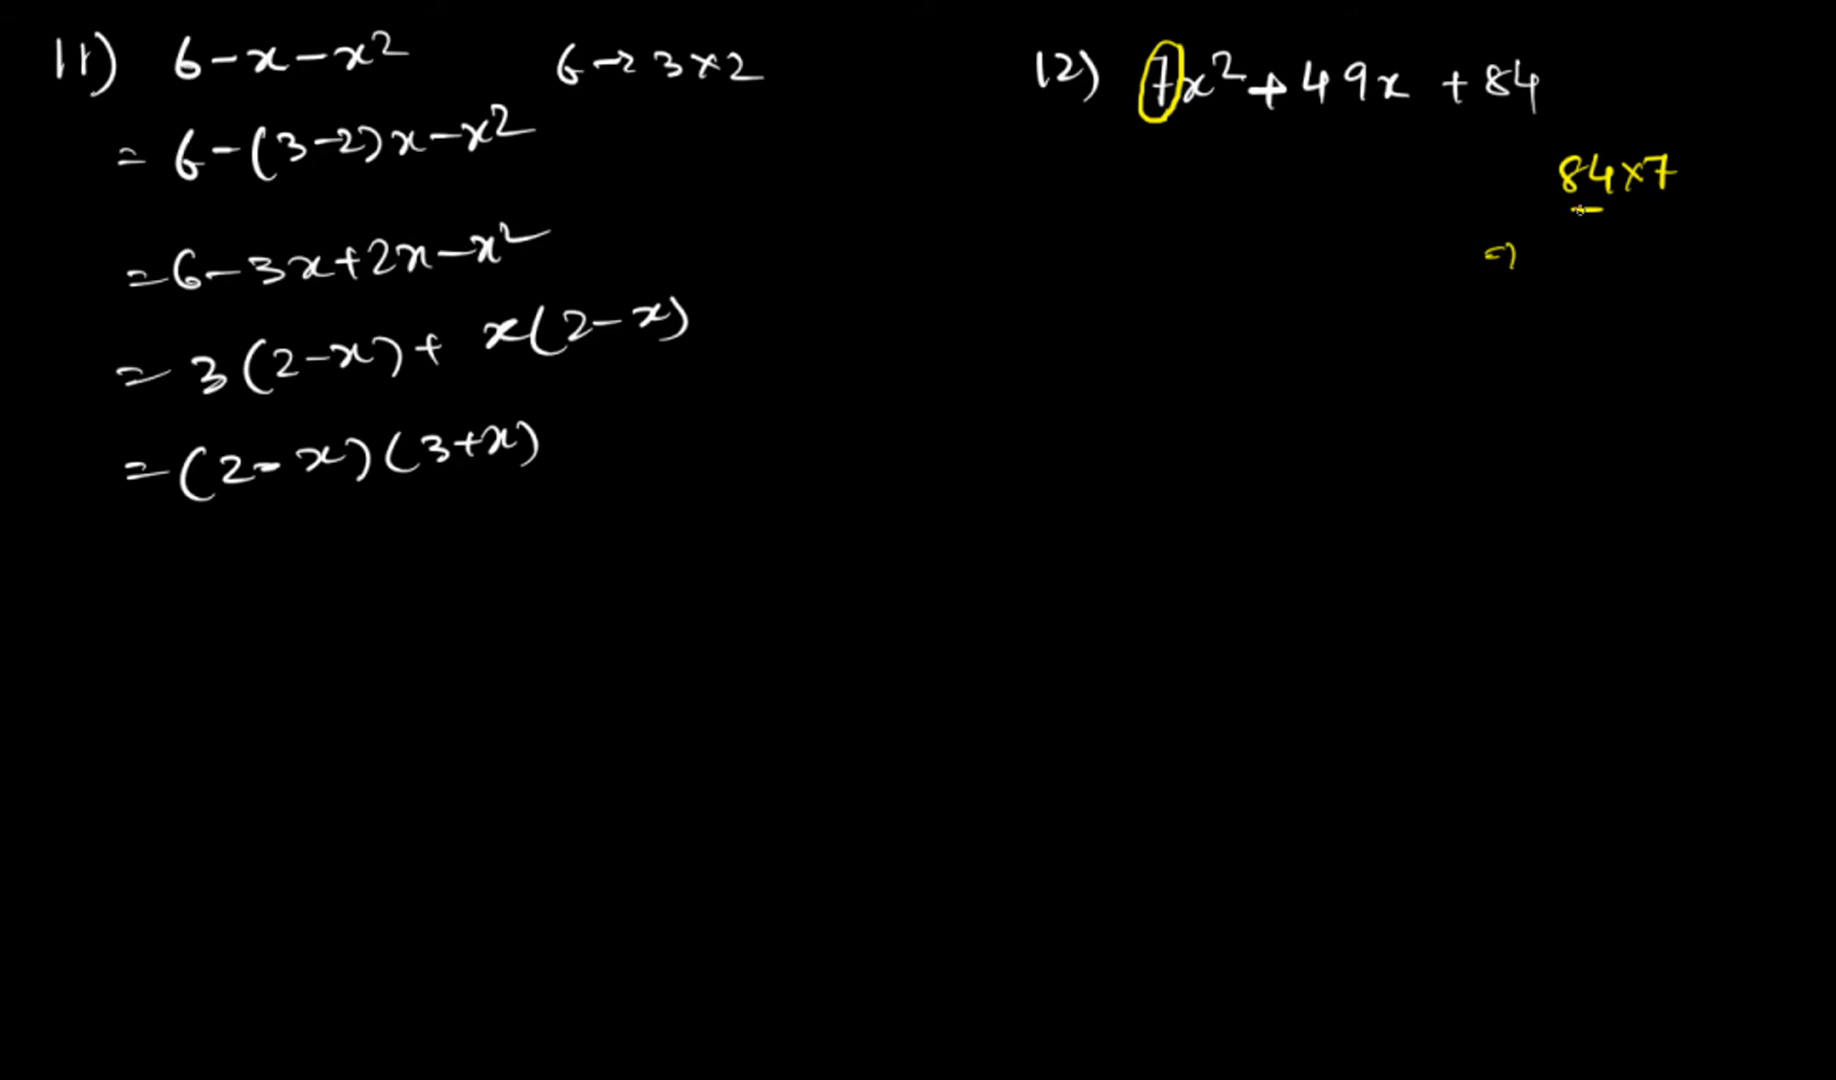 11) 6-x-x² 6→3×2
= 6-(3-2)x-x²
=6-3x+2x-x²
= 3(2-x)+ x(2-x)
=(2-x)(3+x)
12) 7x²+49x+84
84×7
⇒